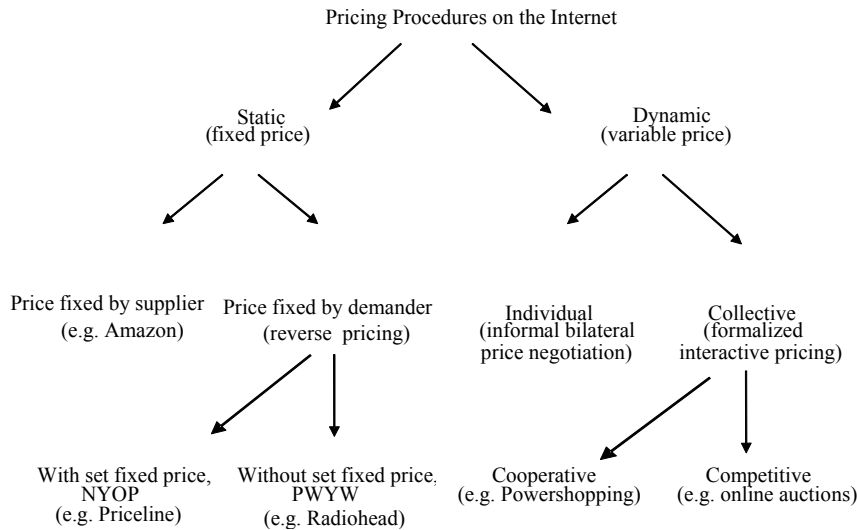 Pricing Procedures on the Internet
Static
(fixed price)
Dynamic
(variable price)
Price fixed by supplier
(e.g. Amazon)
Price fixed by demander
(reverse pricing)
Individual
(informal bilateral
price negotiation)
Collective
(formalized
interactive pricing)
With set fixed price,
NYOP
(e.g. Priceline)
Without set fixed price,
PWYW
(e.g. Radiohead)
Cooperative
(e.g. Powershopping)
Competitive
(e.g. online auctions)